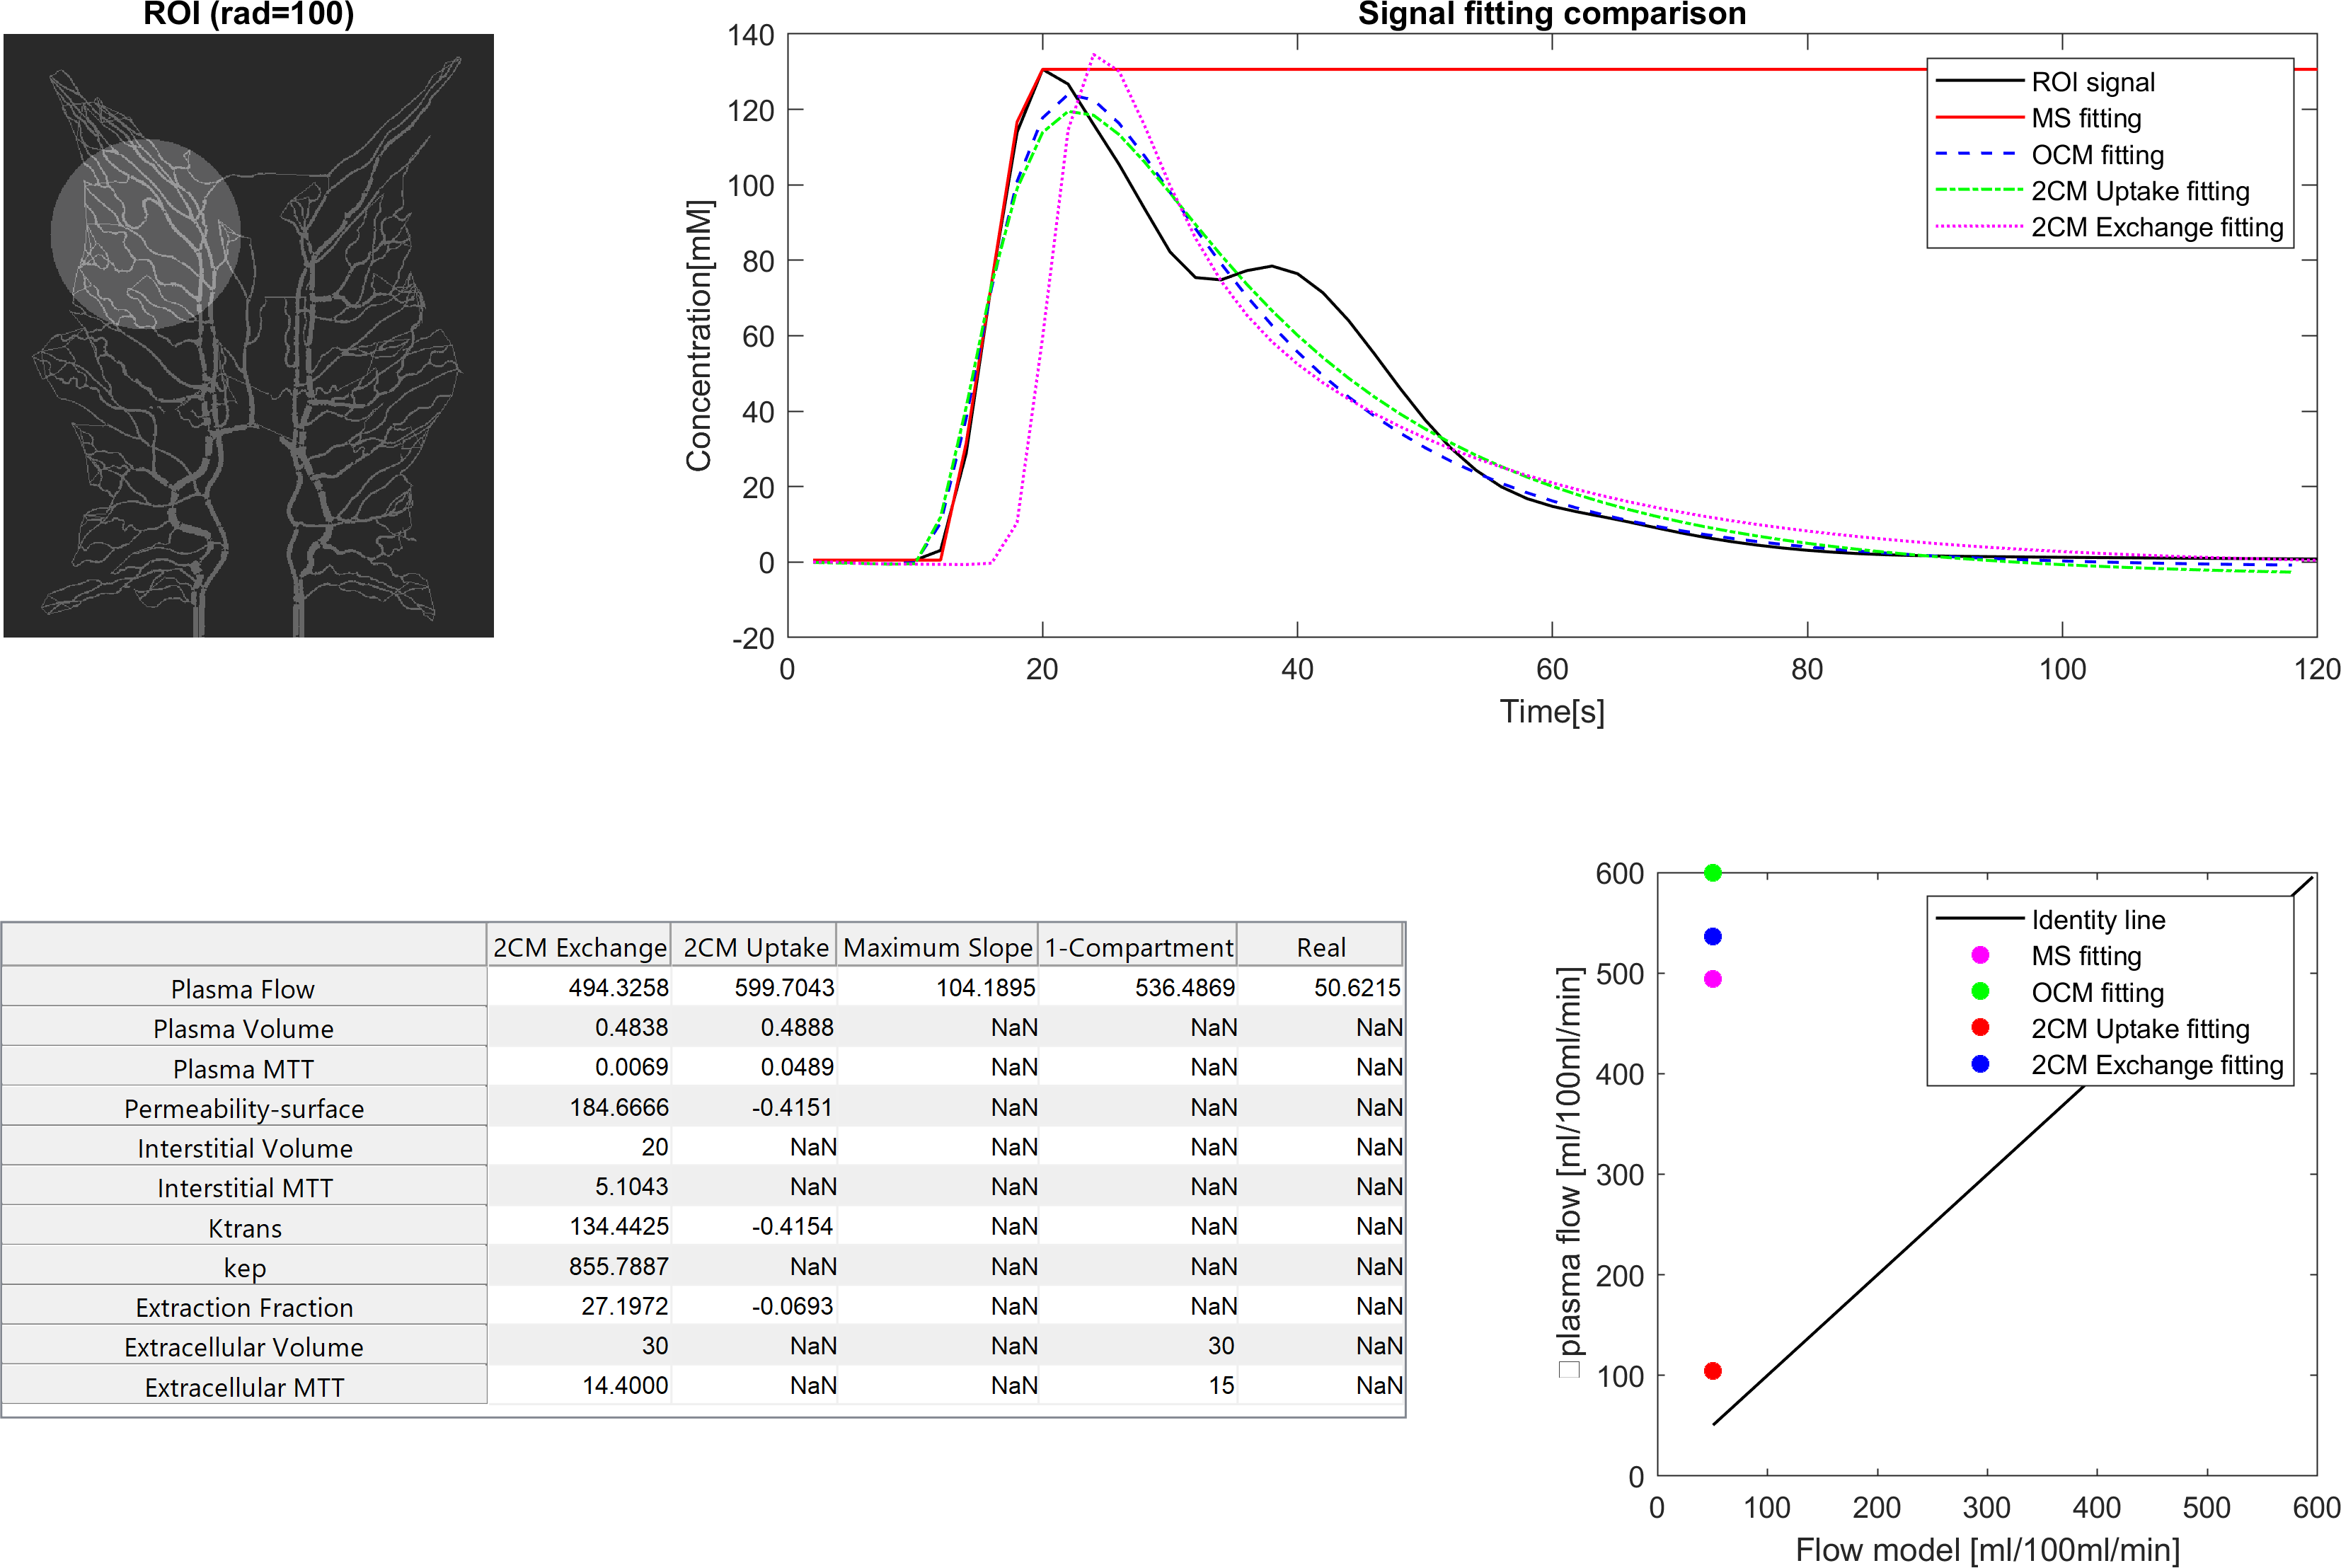 ROI (rad=100)
Signal fitting comparison
140
120
100
80
60
40
20
0
-20
0 20 40 60 80 100 120
Concentration[mM]
Time[s]
ROI signal
MS fitting
OCM fitting
2CM Uptake fitting
2CM Exchange fitting
2CM Exchange 2CM Uptake Maximum Slope 1-Compartment Real
Plasma Flow 494.3258 599.7043 104.1895 536.4869 50.6215
Plasma Volume 0.4838 0.4888 NaN NaN NaN
Plasma MTT 0.0069 0.0489 NaN NaN NaN
Permeability-surface 184.6666 -0.4151 NaN NaN NaN
Interstitial Volume 20 NaN NaN NaN NaN
Interstitial MTT 5.1043 NaN NaN NaN NaN
Ktrans 134.4425 -0.4154 NaN NaN NaN
kep 855.7887 NaN NaN NaN NaN
Extraction Fraction 27.1972 -0.0693 NaN NaN NaN
Extracellular Volume 30 NaN NaN 30 NaN
Extracellular MTT 14.4000 NaN NaN 15 NaN
600
500
400
300
200
100
0
0 100 200 300 400 500 600
□plasma flow [ml/100ml/min]
Flow model [ml/100ml/min]
Identity line
MS fitting
OCM fitting
2CM Uptake fitting
2CM Exchange fitting